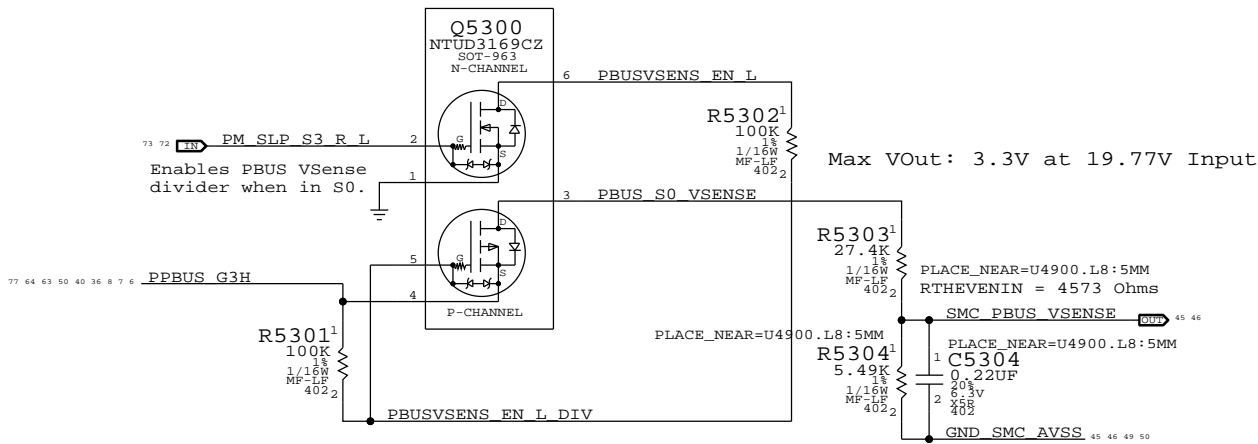 Q5300
NTUD3169CZ
SOT-963
N-CHANNEL
6 PBUSVSENS_EN_L
D
G
S
73 72 IN PM_SLP_S3_R_L 2
Enables PBUS VSense
divider when in S0.
1
R5302 1
100K
1%
1/16W
MF-LF
402 2
Max VOut: 3.3V at 19.77V Input
3 PBUS_S0_VSENSE
D
G
S
5
77 64 63 50 40 36 8 7 6 PPBUS_G3H
4
P-CHANNEL
R5303 1
27.4K
1%
1/16W
MF-LF
402 2
PLACE_NEAR=U4900.L8:5MM
RTHEVENIN = 4573 Ohms
SMC_PBUS_VSENSE OUT 45 46
R5301 1
100K
1%
1/16W
MF-LF
402 2
PLACE_NEAR=U4900.L8:5MM
R5304 1
5.49K
1%
1/16W
MF-LF
402 2
PLACE_NEAR=U4900.L8:5MM
1 C5304
0.22UF
20%
6.3V
2 X5R
402
PBUSVSENS_EN_L_DIV
GND_SMC_AVSS 45 46 49 50